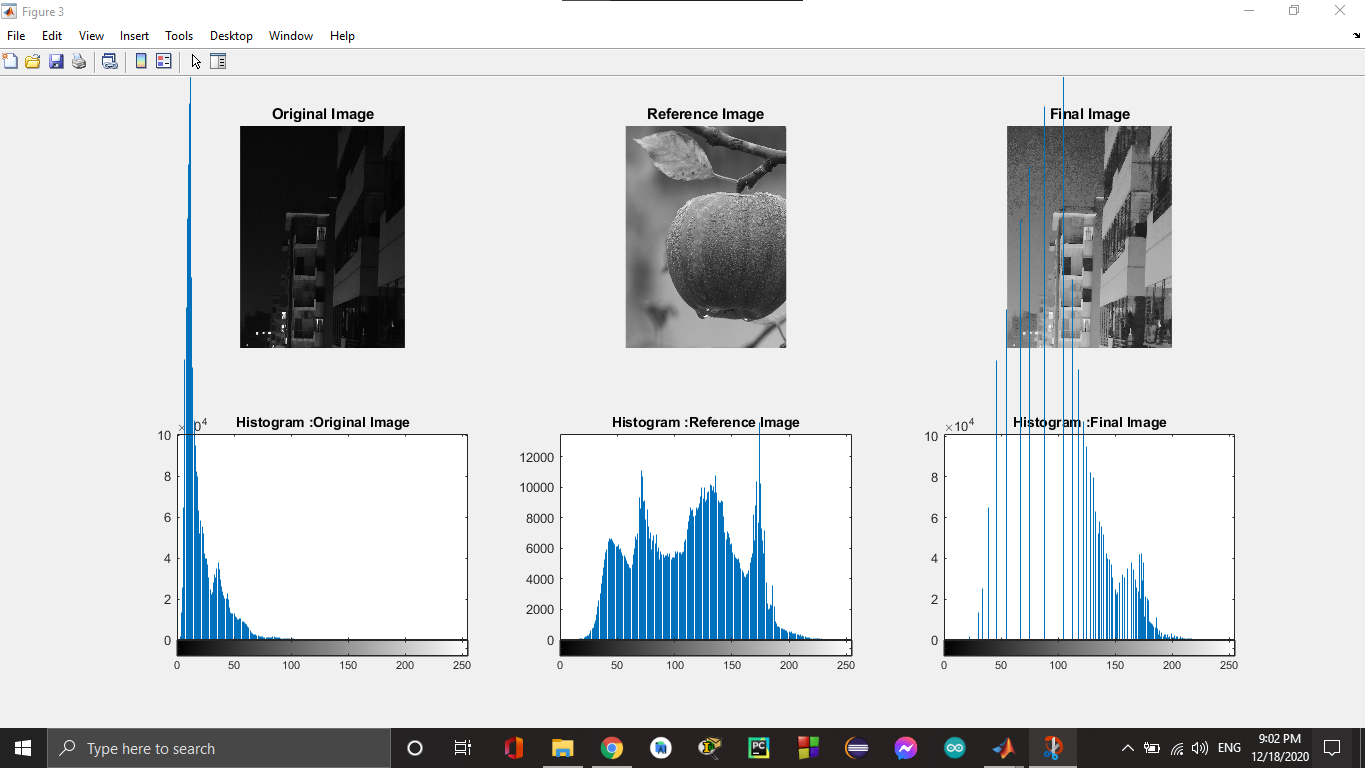 Figure 3
File Edit View Insert Tools Desktop Window Help
Original Image Reference Image Final Image
Histogram :Original Image Histogram :Reference Image Histogram :Final Image
× 10^4
10
8
6
4
2
0
0 50 100 150 200 250
12000
10000
8000
6000
4000
2000
0
0 50 100 150 200 250
× 10^4
10
8
6
4
2
0
0 50 100 150 200 250
Type here to search
PC
ENG
9:02 PM
12/18/2020